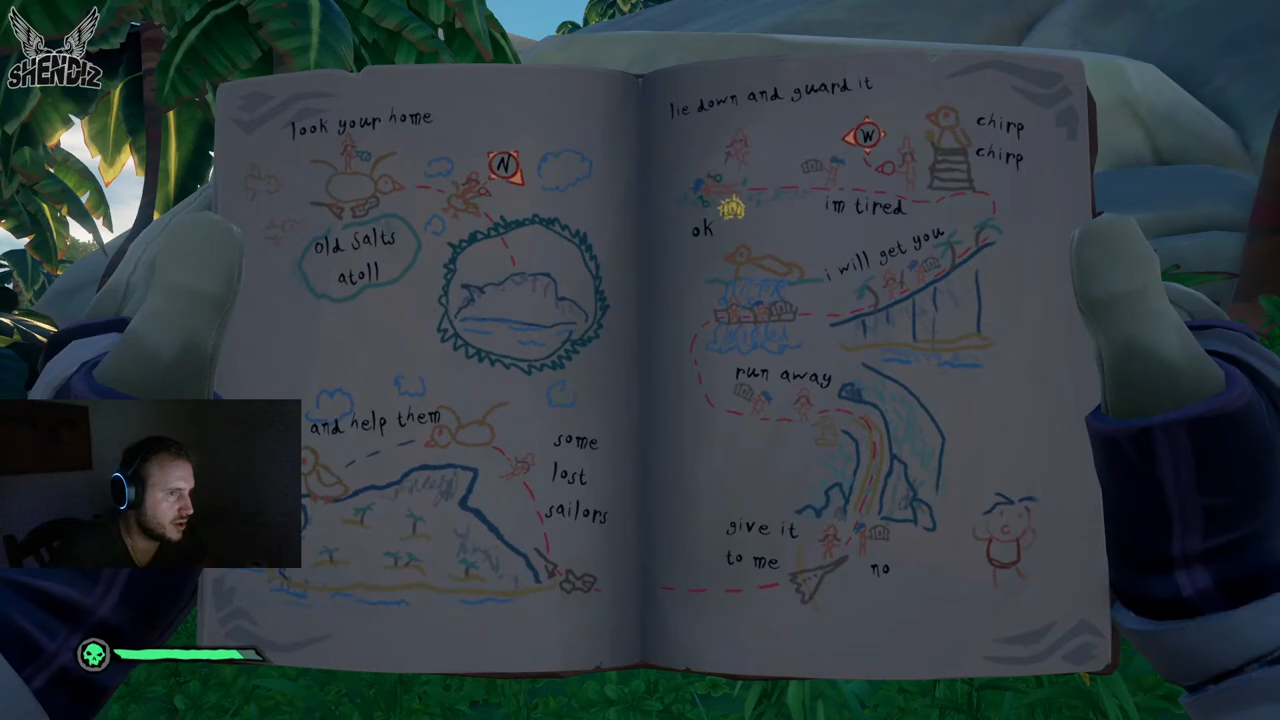 SHENDIZ
look your home
N
old salts
atoll
and help them
some
lost
sailors
lie down and guard it
W
chirp
chirp
ok
im tired
i will get you
run away
give it
to me
no